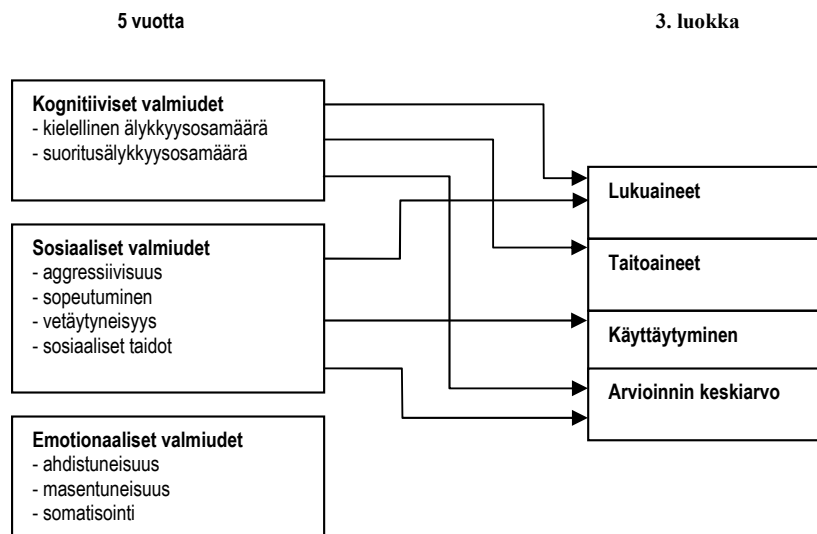 5 vuotta
3. luokka
Kognitiiviset valmiudet
- kielellinen älykkyysosamäärä
- suoritusälykkyysosamäärä
Sosiaaliset valmiudet
- aggressiivisuus
- sopeutuminen
- vetäytyneisyys
- sosiaaliset taidot
Emotionaaliset valmiudet
- ahdistuneisuus
- masentuneisuus
- somatisointi
Lukuaineet
Taitoaineet
Käyttäytyminen
Arvioinnin keskiarvo